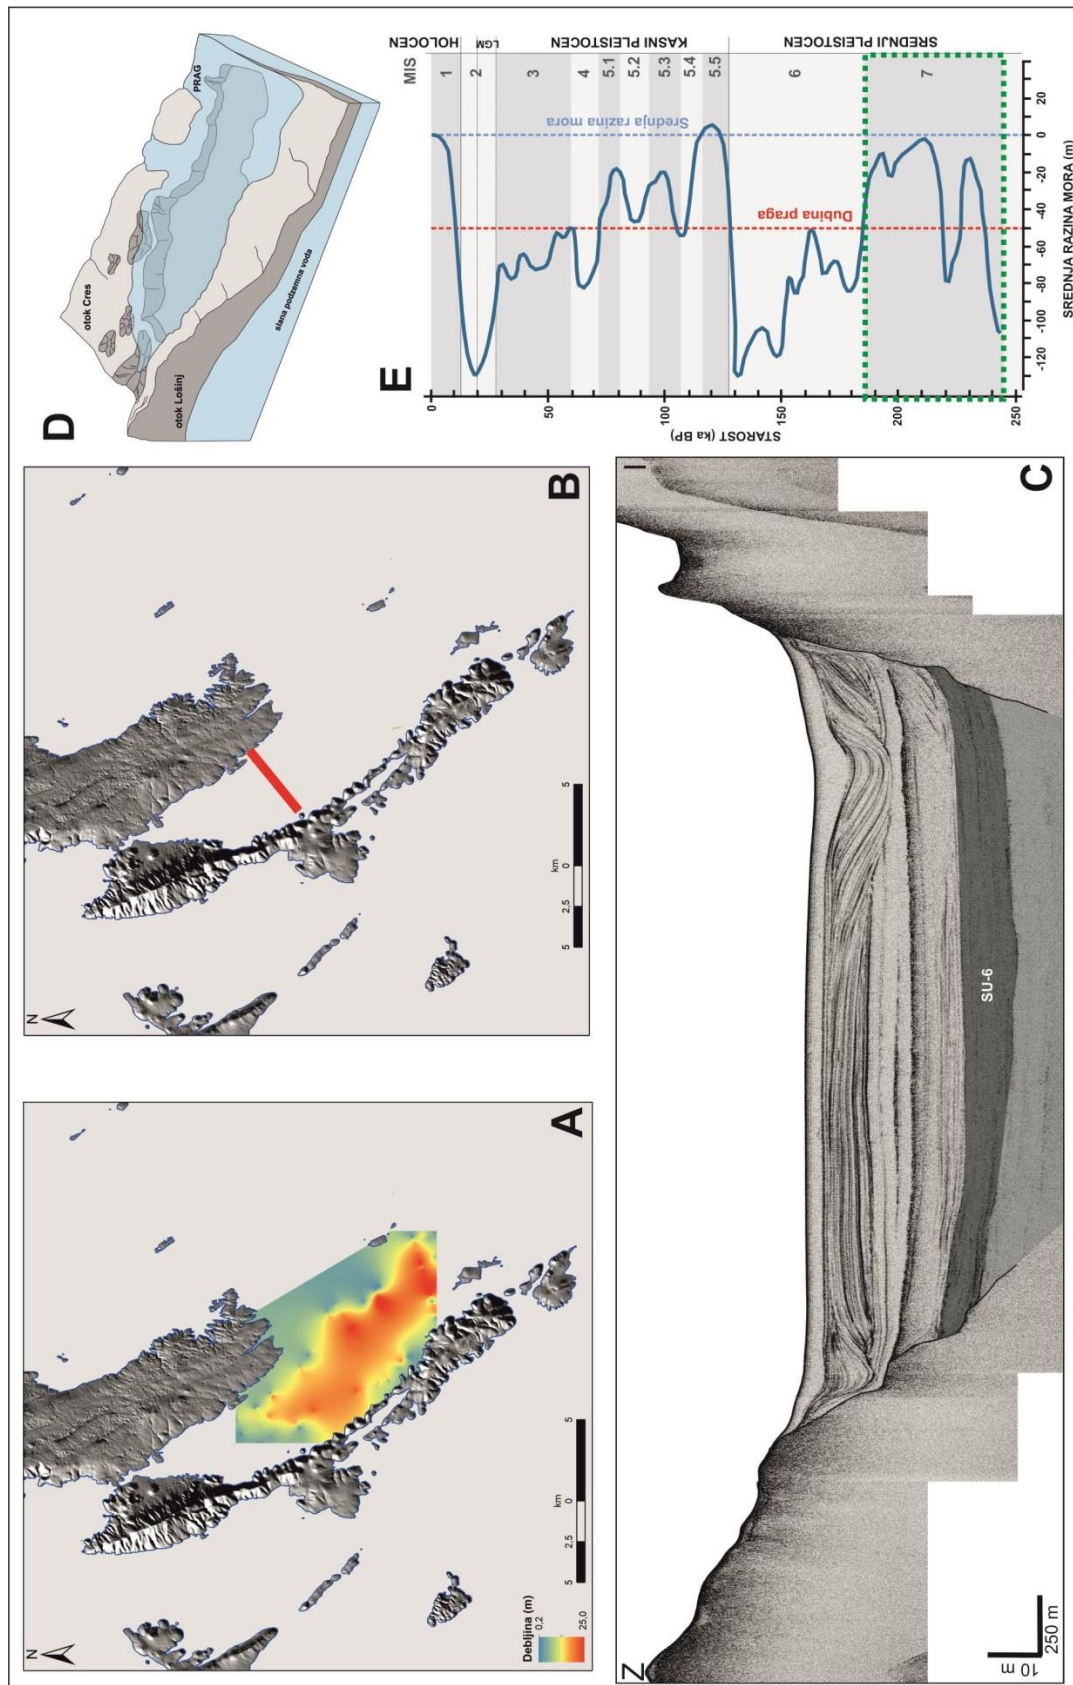 N
Debljina (m)
0,2
25.0
5
2.5
0
km
5
A
N
5
2.5
0
km
5
B
Z
I
SU-6
10 m
250 m
C
D
otok Cres
otok Lošinj
PRAG
slana podzemna voda
E
MIS
HOLOCEN
LGM
KASNI PLEISTOCEN
SREDNJI PLEISTOCEN
1
2
3
4
5.1
5.2
5.3
5.4
5.5
6
7
Srednja razina mora
Dubina praga
20
0
-20
-40
-60
-80
-100
-120
SREDNJA RAZINA MORA (m)
0
50
100
150
200
250
STAROST (ka BP)